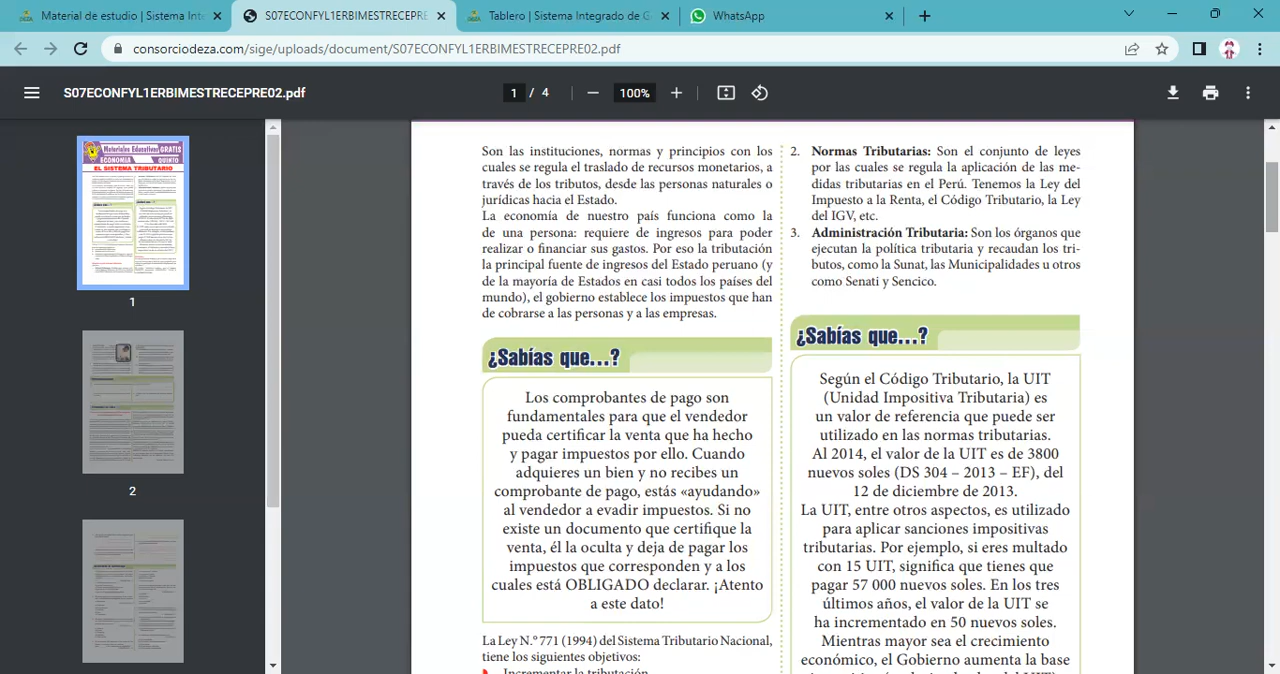 Material de estudio | Sistema Inte
S07ECONFYL1ERBIMESTRECEPRE
Tablero | Sistema Integrado de G
WhatsApp
consorciodeza.com/sige/uploads/document/S07ECONFYL1ERBIMESTRECEPRE02.pdf
S07ECONFYL1ERBIMESTRECEPRE02.pdf
1 / 4
100%
Materiales Educativos GRATIS
ECONOMIA QUINTO
EL SISTEMA TRIBUTARIO
1
2
Son las instituciones, normas y principios con los
cuales se regula el traslado de recursos monetarios, a
través de los tributos, desde las personas naturales o
jurídicas hacia el Estado.
La economía de nuestro país funciona como la
de una persona: requiere de ingresos para poder
realizar o financiar sus gastos. Por eso la tributación
la principal fuente de ingresos del Estado peruano (y
de la mayoría de Estados en casi todos los países del
mundo), el gobierno establece los impuestos que han
de cobrarse a las personas y a las empresas.
¿Sabías que...?
Los comprobantes de pago son
fundamentales para que el vendedor
pueda certificar la venta que ha hecho
y pagar impuestos por ello. Cuando
adquieres un bien y no recibes un
comprobante de pago, estás «ayudando»
al vendedor a evadir impuestos. Si no
existe un documento que certifique la
venta, él la oculta y deja de pagar los
impuestos que corresponden y a los
cuales está OBLIGADO declarar. ¡Atento
a este dato!
La Ley N.° 771 (1994) del Sistema Tributario Nacional,
tiene los siguientes objetivos:
Incrementar la tributación
2. Normas Tributarias: Son el conjunto de leyes
por las cuales se regula la aplicación de las me-
didas tributarias en el Perú. Tenemos la Ley del
Impuesto a la Renta, el Código Tributario, la Ley
del IGV, etc.
3. Administración Tributaria: Son los órganos que
ejecutan la política tributaria y recaudan los tri-
butos, como la Sunat, las Municipalidades u otros
como Senati y Sencico.
¿Sabías que...?
Según el Código Tributario, la UIT
(Unidad Impositiva Tributaria) es
un valor de referencia que puede ser
utilizado en las normas tributarias.
Al 2014, el valor de la UIT es de 3800
nuevos soles (DS 304 – 2013 – EF), del
12 de diciembre de 2013.
La UIT, entre otros aspectos, es utilizado
para aplicar sanciones impositivas
tributarias. Por ejemplo, si eres multado
con 15 UIT, significa que tienes que
pagar 57 000 nuevos soles. En los tres
últimos años, el valor de la UIT se
ha incrementado en 50 nuevos soles.
Mientras mayor sea el crecimiento
económico, el Gobierno aumenta la base